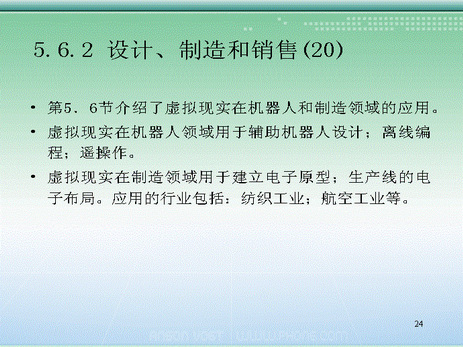 5.6.2 设计、制造和销售(20)
• 第5．6节介绍了虚拟现实在机器人和制造领域的应用。
• 虚拟现实在机器人领域用于辅助机器人设计；离线编
程；遥操作。
• 虚拟现实在制造领域用于建立电子原型；生产线的电
子布局。应用的行业包括：纺织工业；航空工业等。
24